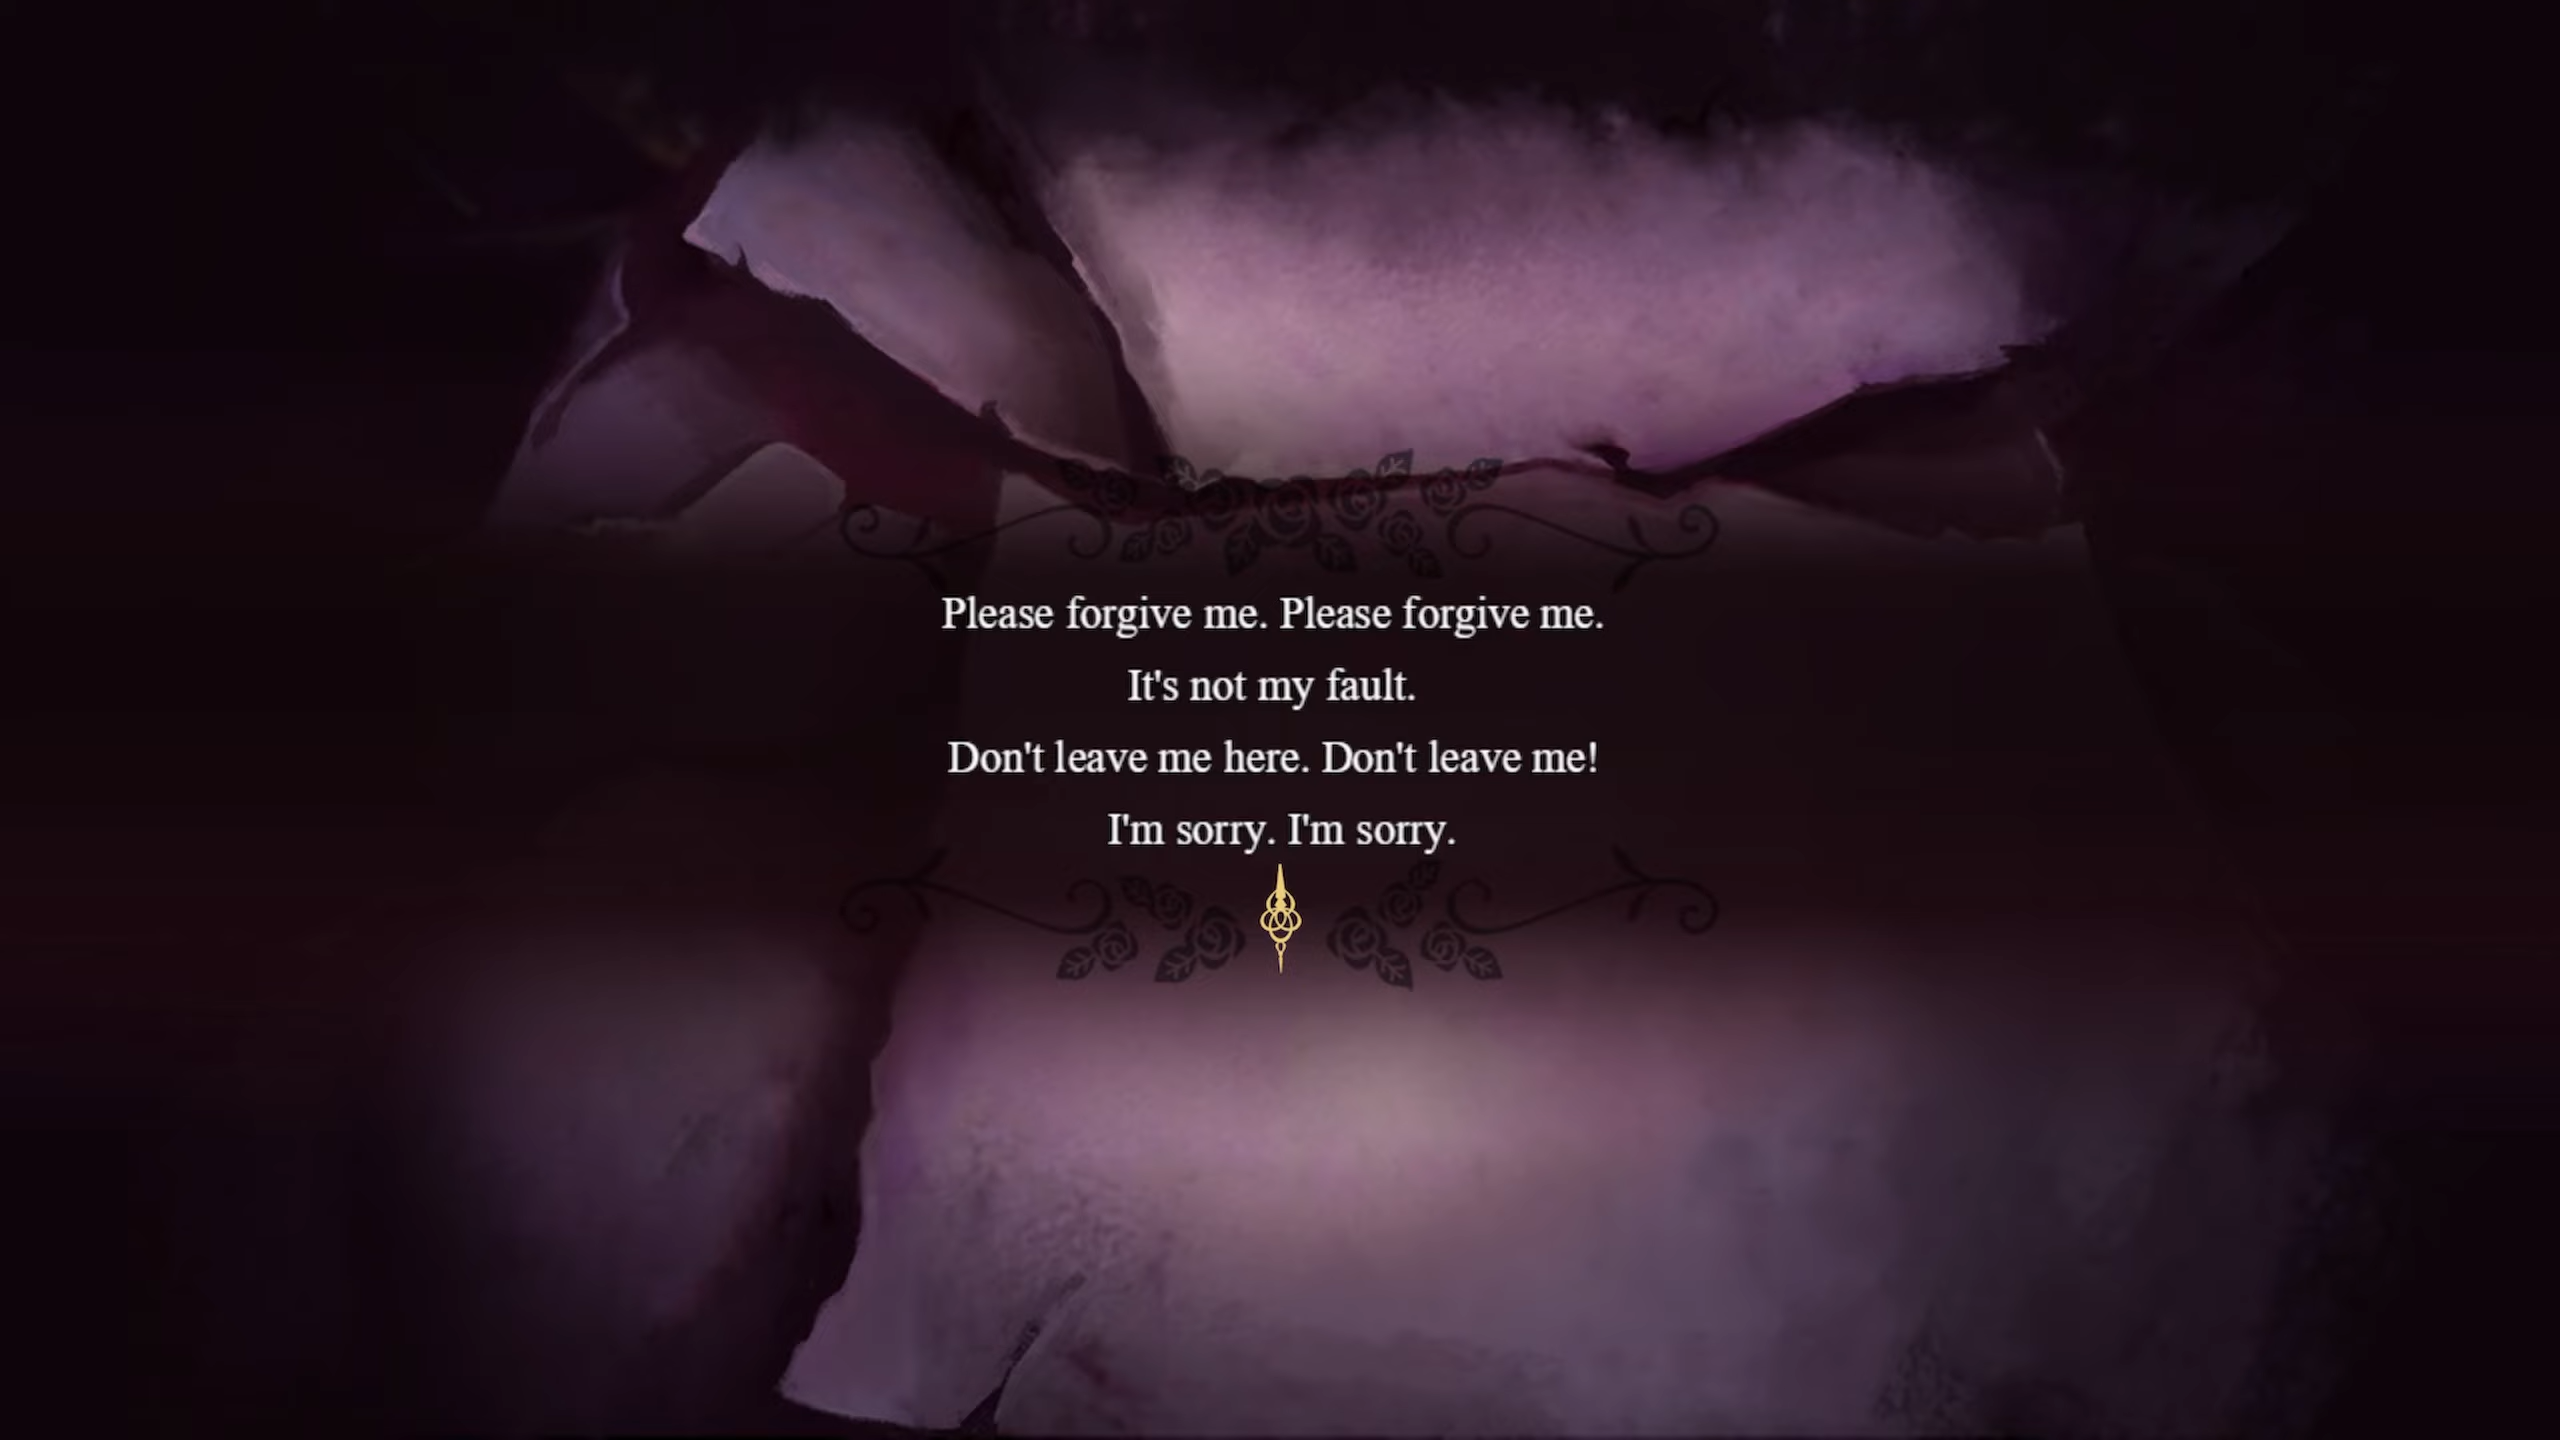 Please forgive me. Please forgive me.
It's not my fault.
Don't leave me here. Don't leave me!
I'm sorry. I'm sorry.